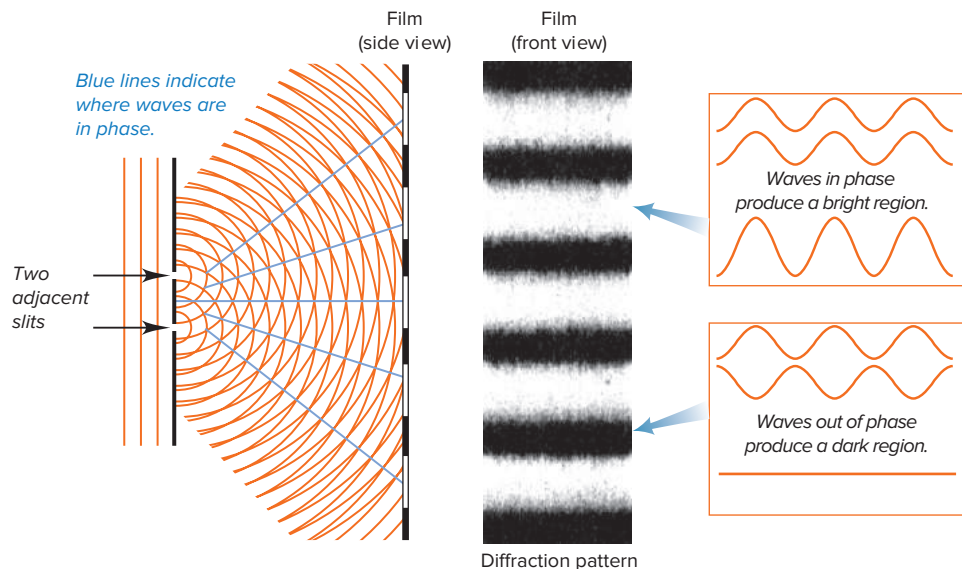 Film
(side view)
Film
(front view)
Blue lines indicate
where waves are
in phase.
Two
adjacent
slits
Waves in phase
produce a bright region.
Waves out of phase
produce a dark region.
Diffraction pattern